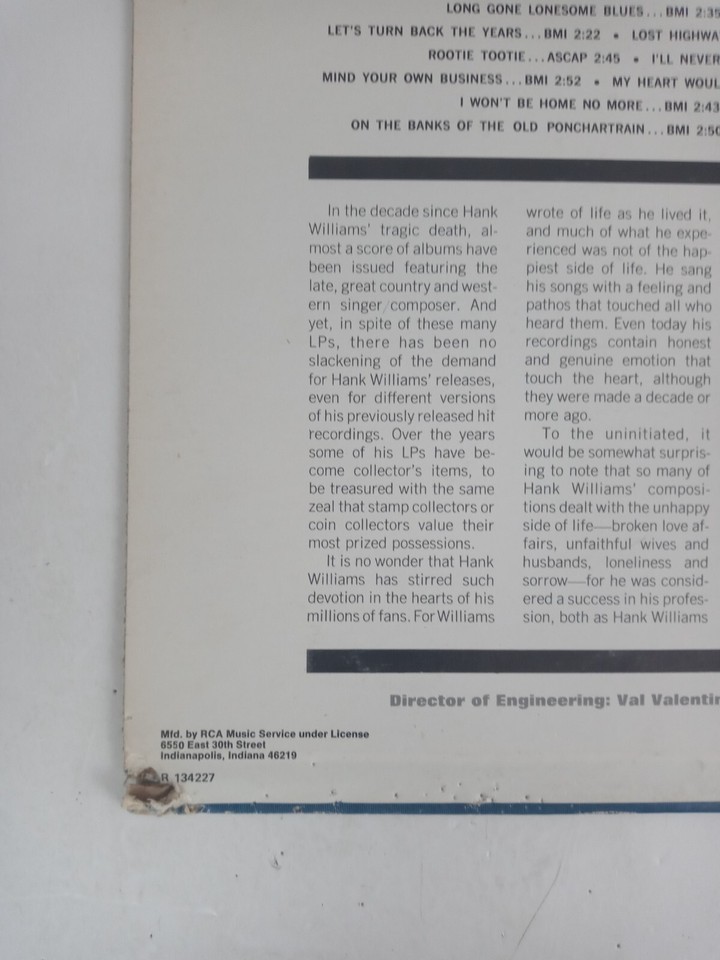 LONG GONE LONESOME BLUES...BMI 2:35
LET'S TURN BACK THE YEARS...BMI 2:22 • LOST HIGHWA
ROOTIE TOOTIE...ASCAP 2:45 • I'LL NEVER
MIND YOUR OWN BUSINESS...BMI 2:52 • MY HEART WOUL
I WON'T BE HOME NO MORE...BMI 2:43
ON THE BANKS OF THE OLD PONCHARTRAIN...BMI 2:50
In the decade since Hank
Williams' tragic death, al-
most a score of albums have
been issued featuring the
late, great country and west-
ern singer/composer. And
yet, in spite of these many
LPs, there has been no
slackening of the demand
for Hank Williams' releases,
even for different versions
of his previously released hit
recordings. Over the years
some of his LPs have be-
come collector's items, to
be treasured with the same
zeal that stamp collectors or
coin collectors value their
most prized possessions.
It is no wonder that Hank
Williams has stirred such
devotion in the hearts of his
millions of fans. For Williams
wrote of life as he lived it,
and much of what he expe-
rienced was not of the hap-
piest side of life. He sang
his songs with a feeling and
pathos that touched all who
heard them. Even today his
recordings contain honest
and genuine emotion that
touch the heart, although
they were made a decade or
more ago.
To the uninitiated, it
would be somewhat surpris-
ing to note that so many of
Hank Williams' composi-
tions dealt with the unhappy
side of life—broken love af-
fairs, unfaithful wives and
husbands, loneliness and
sorrow—for he was consid-
ered a success in his profes-
sion, both as Hank Williams
Director of Engineering: Val Valentin
Mfd. by RCA Music Service under License
6550 East 30th Street
Indianapolis, Indiana 46219
R 134227